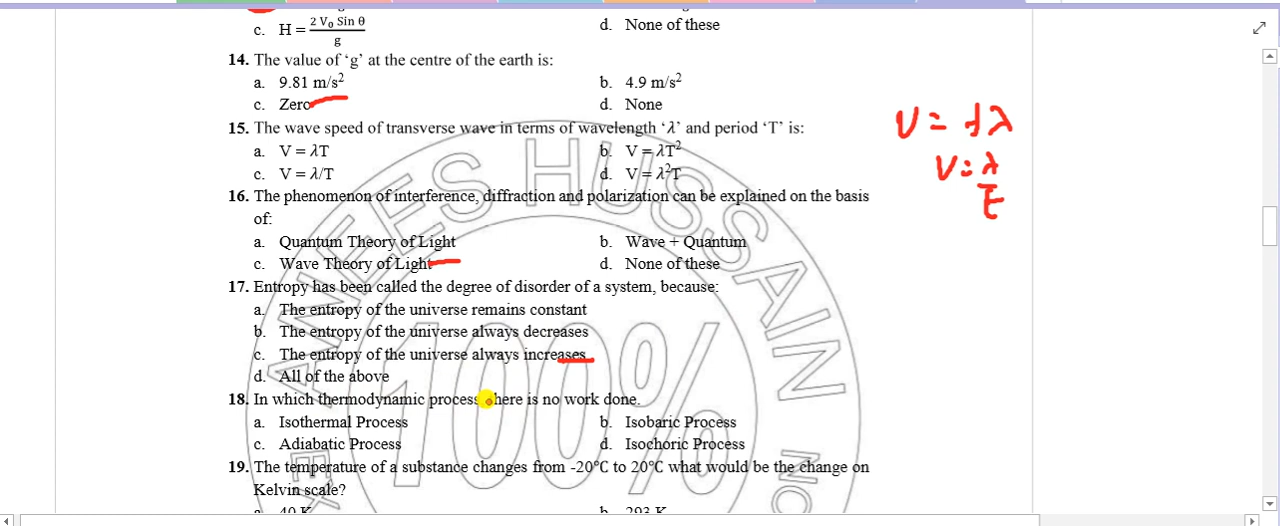 c. H = 2 V₀ Sin θ / g
d. None of these
14. The value of ‘g’ at the centre of the earth is:
a. 9.81 m/s²
b. 4.9 m/s²
c. Zero
d. None
15. The wave speed of transverse wave in terms of wavelength ‘λ’ and period ‘T’ is:
a. V = λT
b. V = λT²
c. V = λ/T
d. V = λ²T
16. The phenomenon of interference, diffraction and polarization can be explained on the basis
of:
a. Quantum Theory of Light
b. Wave + Quantum
c. Wave Theory of Light
d. None of these
17. Entropy has been called the degree of disorder of a system, because:
a. The entropy of the universe remains constant
b. The entropy of the universe always decreases
c. The entropy of the universe always increases
d. All of the above
18. In which thermodynamic process there is no work done.
a. Isothermal Process
b. Isobaric Process
c. Adiabatic Process
d. Isochoric Process
19. The temperature of a substance changes from -20°C to 20°C what would be the change on
Kelvin scale?
a. 40 K
b. 293 K
ANEES HUSSAIN
100%
NO
V = fλ
V = λ